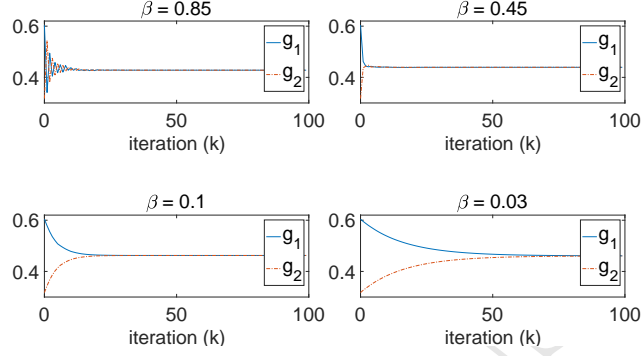 β = 0.85
0.6
0.4
g1
g2
0 50 100
iteration (k)
β = 0.45
0.6
0.4
g1
g2
0 50 100
iteration (k)
β = 0.1
0.6
0.4
g1
g2
0 50 100
iteration (k)
β = 0.03
0.6
0.4
g1
g2
0 50 100
iteration (k)